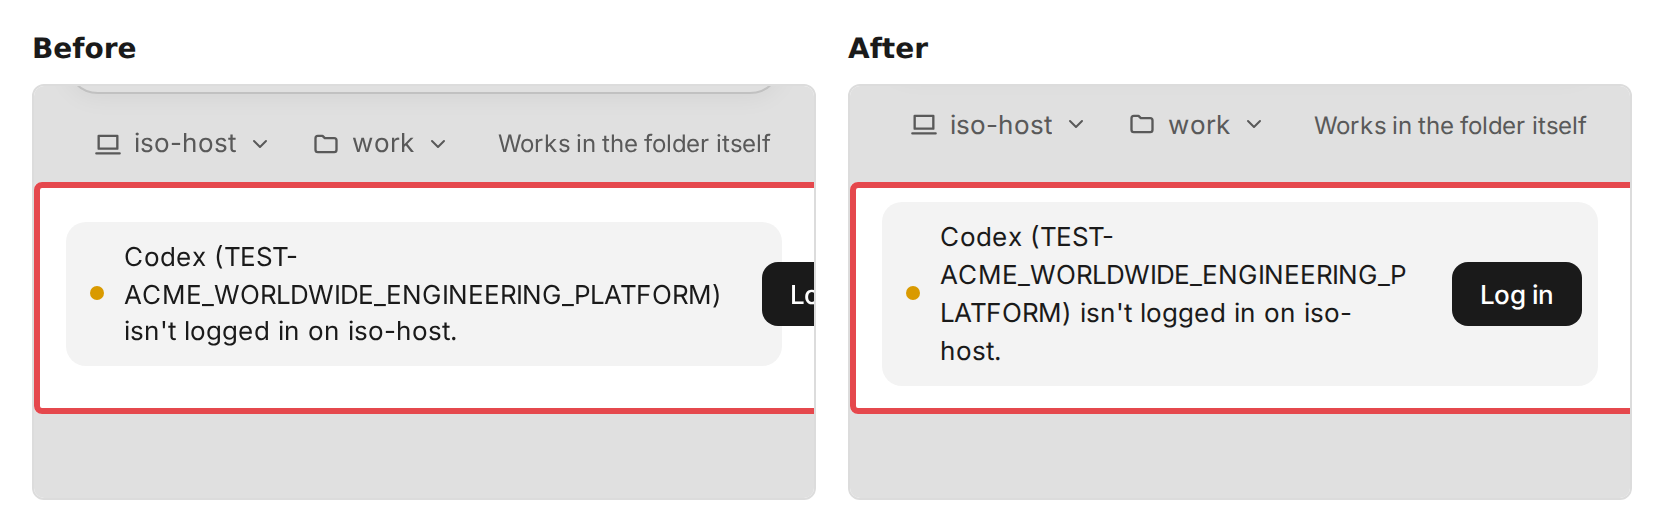 Before
iso-host
work
Works in the folder itself
Codex (TEST-
ACME_WORLDWIDE_ENGINEERING_PLATFORM)
isn't logged in on iso-host.
Lo
After
iso-host
work
Works in the folder itself
Codex (TEST-
ACME_WORLDWIDE_ENGINEERING_P
LATFORM) isn't logged in on iso-
host.
Log in